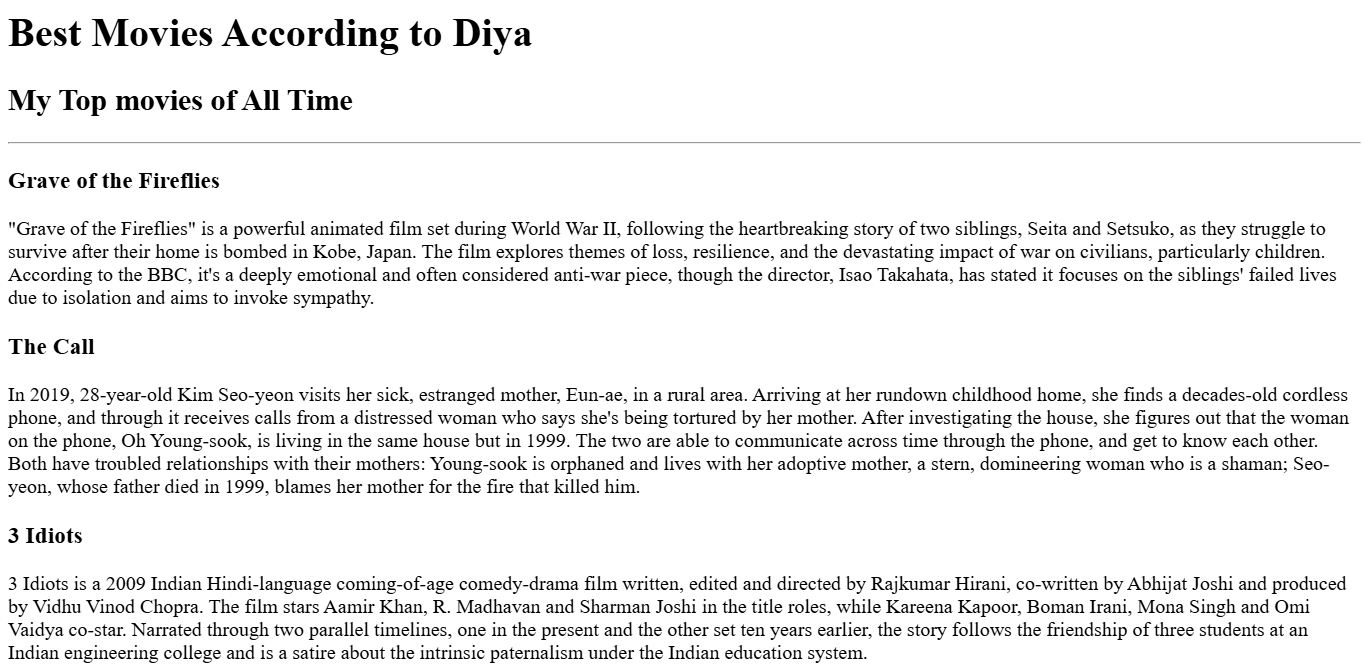 Best Movies According to Diya
My Top movies of All Time
Grave of the Fireflies
"Grave of the Fireflies" is a powerful animated film set during World War II, following the heartbreaking story of two siblings, Seita and Setsuko, as they struggle to
survive after their home is bombed in Kobe, Japan. The film explores themes of loss, resilience, and the devastating impact of war on civilians, particularly children.
According to the BBC, it's a deeply emotional and often considered anti-war piece, though the director, Isao Takahata, has stated it focuses on the siblings' failed lives
due to isolation and aims to invoke sympathy.
The Call
In 2019, 28-year-old Kim Seo-yeon visits her sick, estranged mother, Eun-ae, in a rural area. Arriving at her rundown childhood home, she finds a decades-old cordless
phone, and through it receives calls from a distressed woman who says she's being tortured by her mother. After investigating the house, she figures out that the woman
on the phone, Oh Young-sook, is living in the same house but in 1999. The two are able to communicate across time through the phone, and get to know each other.
Both have troubled relationships with their mothers: Young-sook is orphaned and lives with her adoptive mother, a stern, domineering woman who is a shaman; Seo-
yeon, whose father died in 1999, blames her mother for the fire that killed him.
3 Idiots
3 Idiots is a 2009 Indian Hindi-language coming-of-age comedy-drama film written, edited and directed by Rajkumar Hirani, co-written by Abhijat Joshi and produced
by Vidhu Vinod Chopra. The film stars Aamir Khan, R. Madhavan and Sharman Joshi in the title roles, while Kareena Kapoor, Boman Irani, Mona Singh and Omi
Vaidya co-star. Narrated through two parallel timelines, one in the present and the other set ten years earlier, the story follows the friendship of three students at an
Indian engineering college and is a satire about the intrinsic paternalism under the Indian education system.